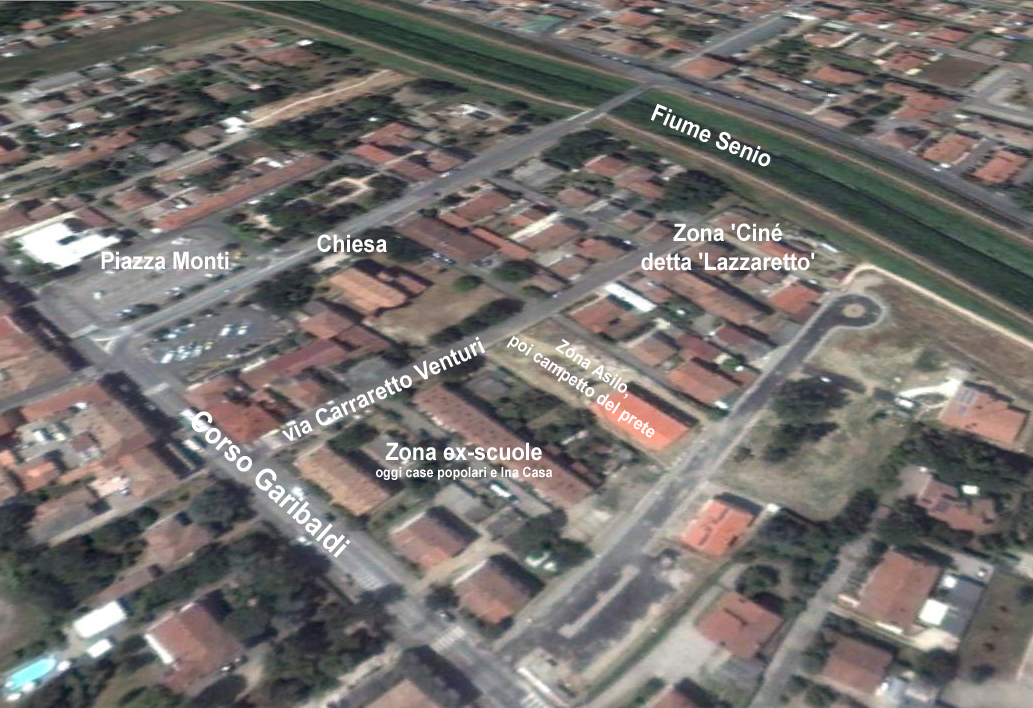 Fiume Senio
Zona 'Ciné
detta 'Lazzaretto'
Chiesa
Piazza Monti
via Carraretto Venturi
Zona Asilo,
poi campetto del prete
Corso Garibaldi
Zona ex-scuole
oggi case popolari e Ina Casa